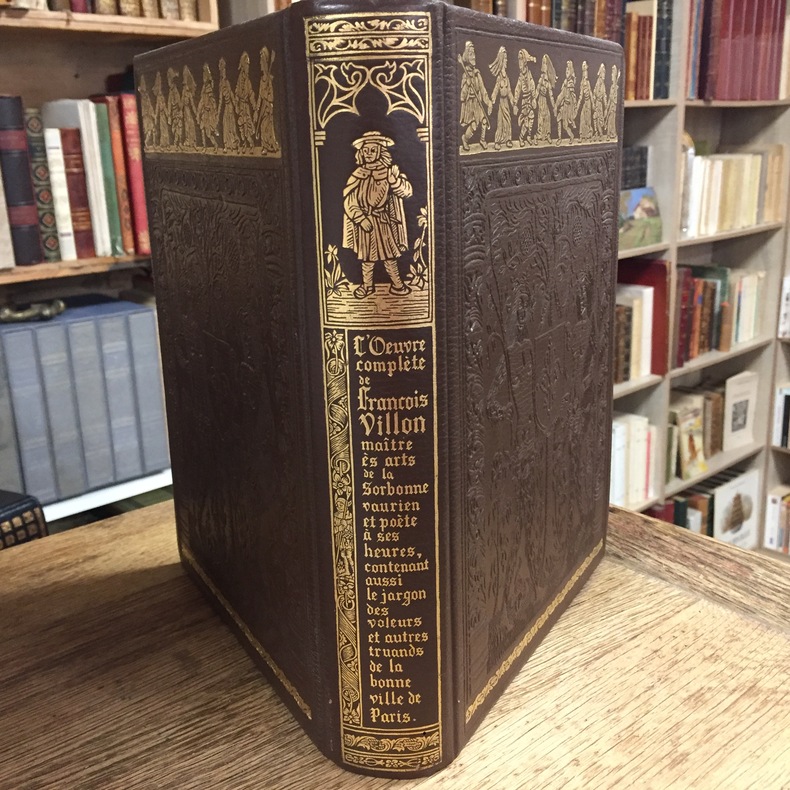 L'Oeuvre
complète
de
François
Villon
maître
ès arts
de la
Sorbonne
vaurien
et poète
à ses
heures,
contenant
aussi
le jargon
des
voleurs
et autres
truands
de la
bonne
ville de
Paris.